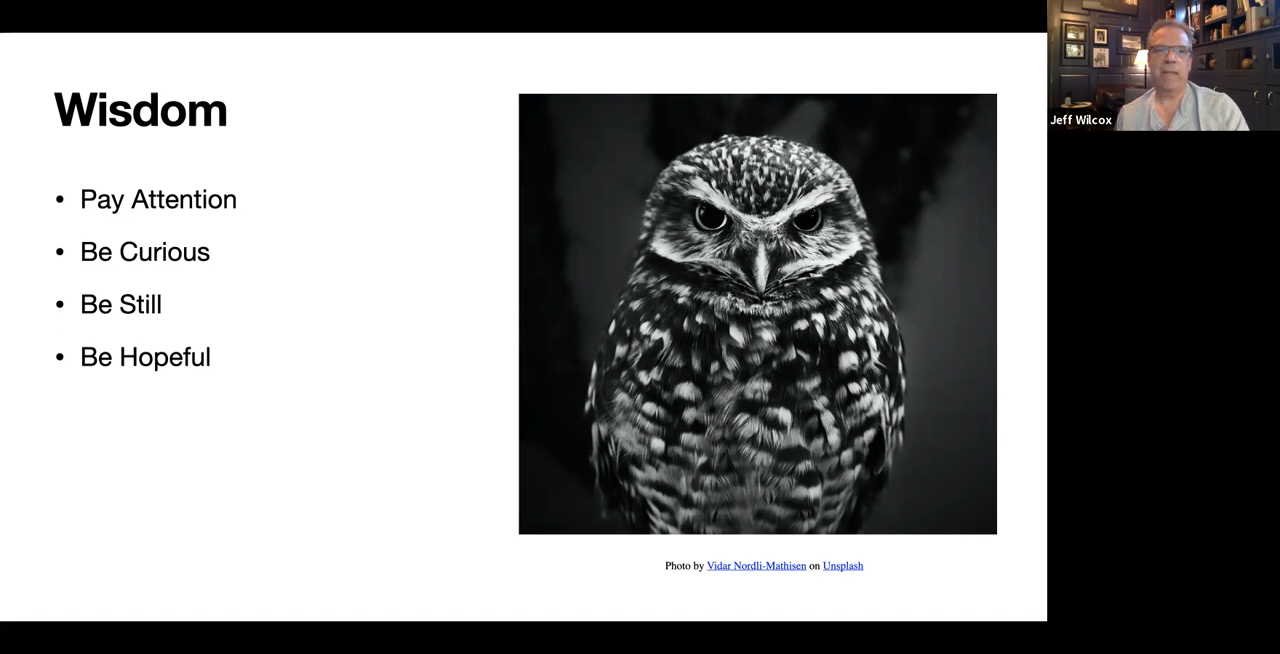 Wisdom
• Pay Attention
• Be Curious
• Be Still
• Be Hopeful
Photo by Vidar Nordli-Mathisen on Unsplash
Jeff Wilcox